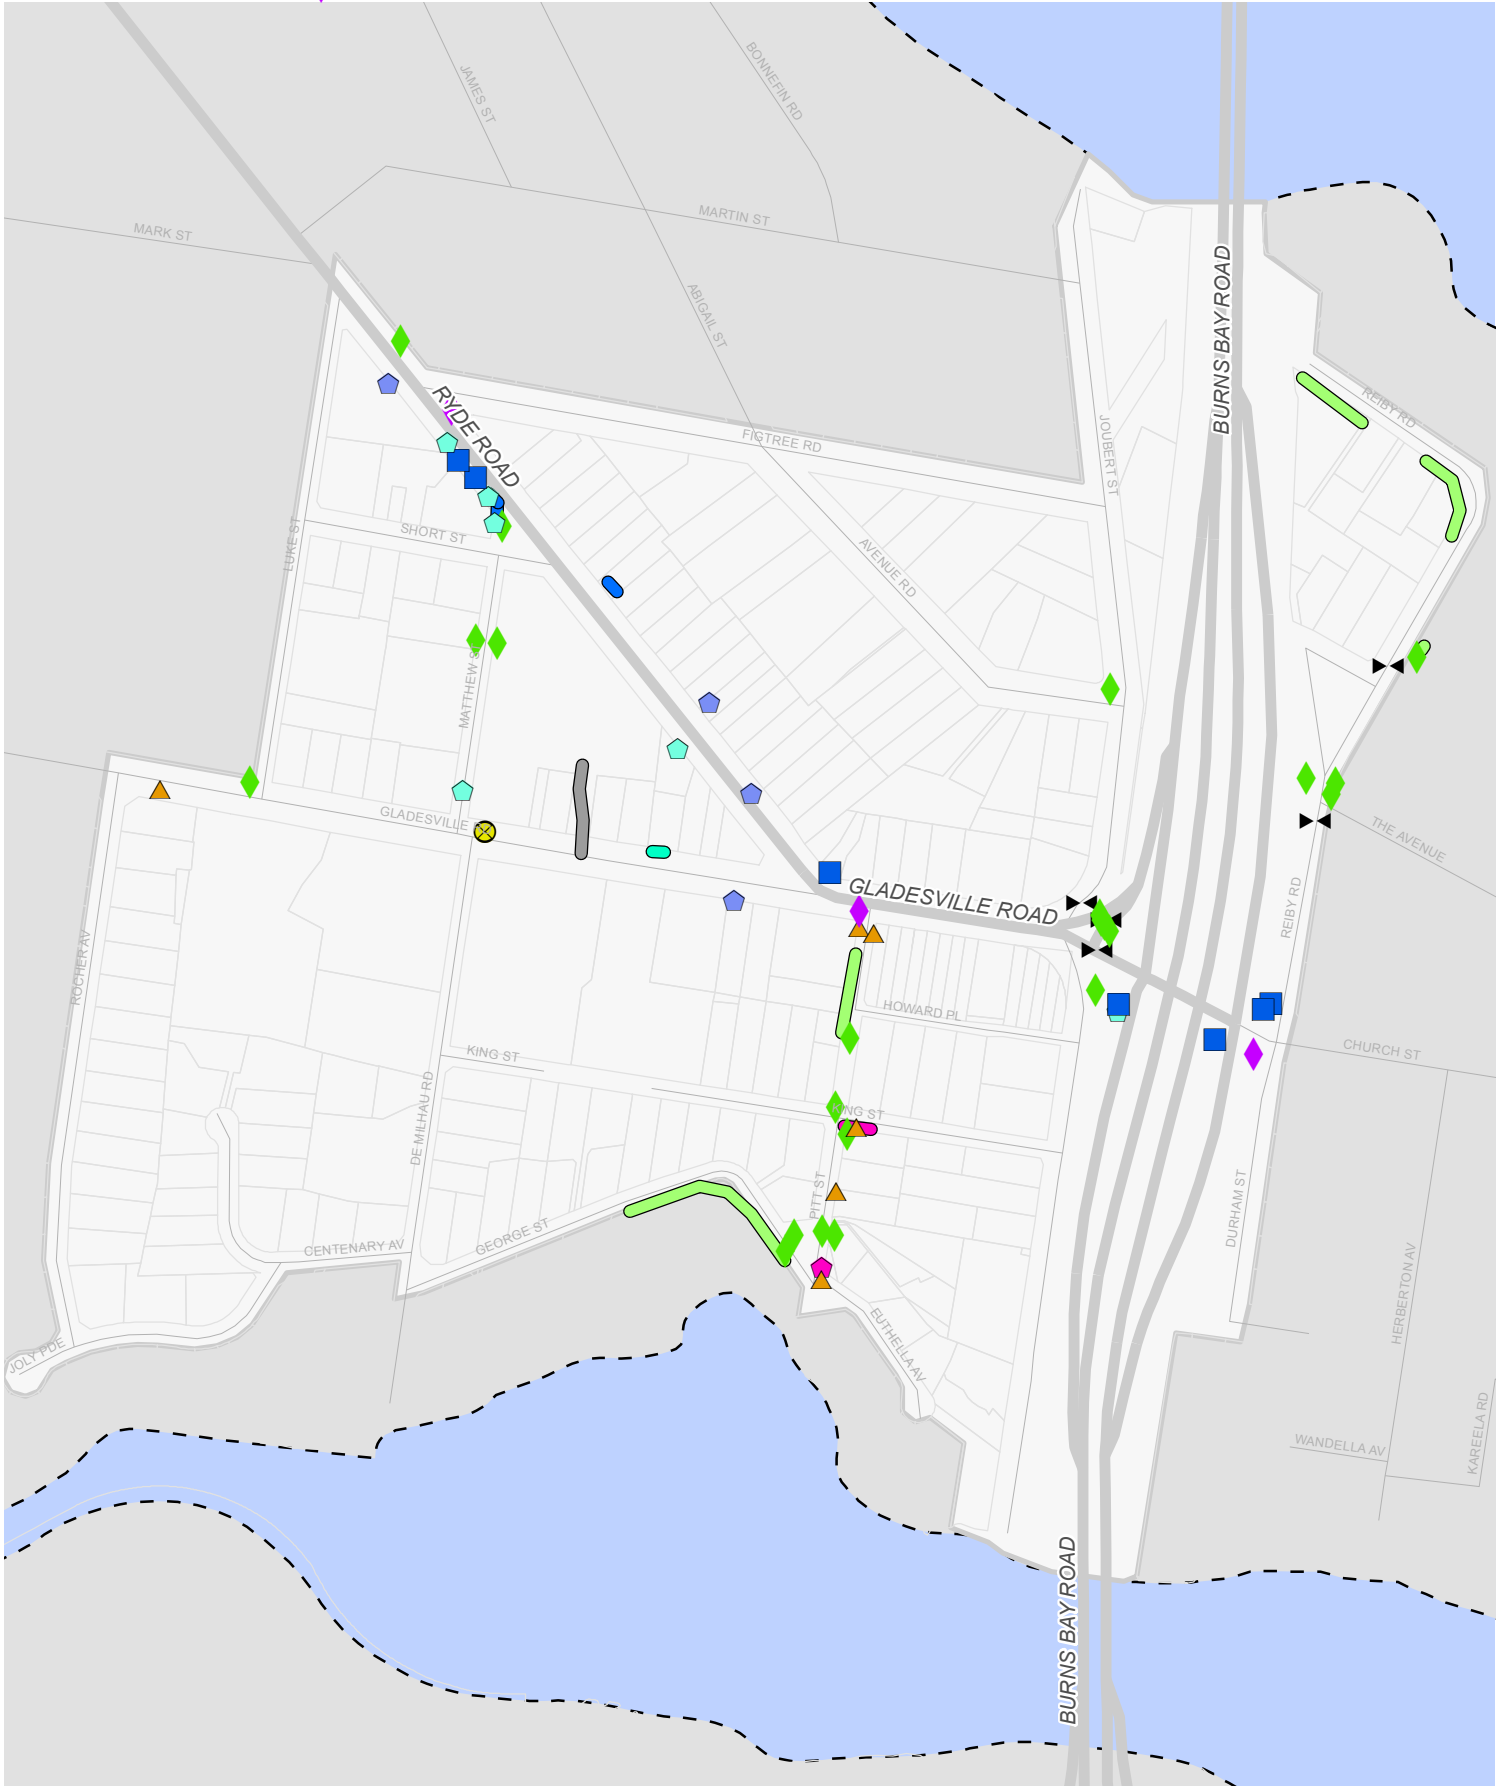 JAMES ST
BONNEFIN RD
MARK ST
MARTIN ST
ABIGAIL ST
BURNS BAY ROAD
RYDE ROAD
REIBY RD
FIGTREE RD
JOUBERT ST
SHORT ST
LUKE ST
AVENUE RD
MATTHEW S
GLADESVILLE
THE AVENUE
GLADESVILLE ROAD
REIBY RD
ROCHER AV
HOWARD PL
CHURCH ST
KING ST
DE MILHAU RD
KING ST
PITT ST
DURHAM ST
GEORGE ST
CENTENARY AV
HERBERTON AV
JOLY PDE
EUTHELLA AV
WANDELLA AV
KAREELA RD
BURNS BAY ROAD